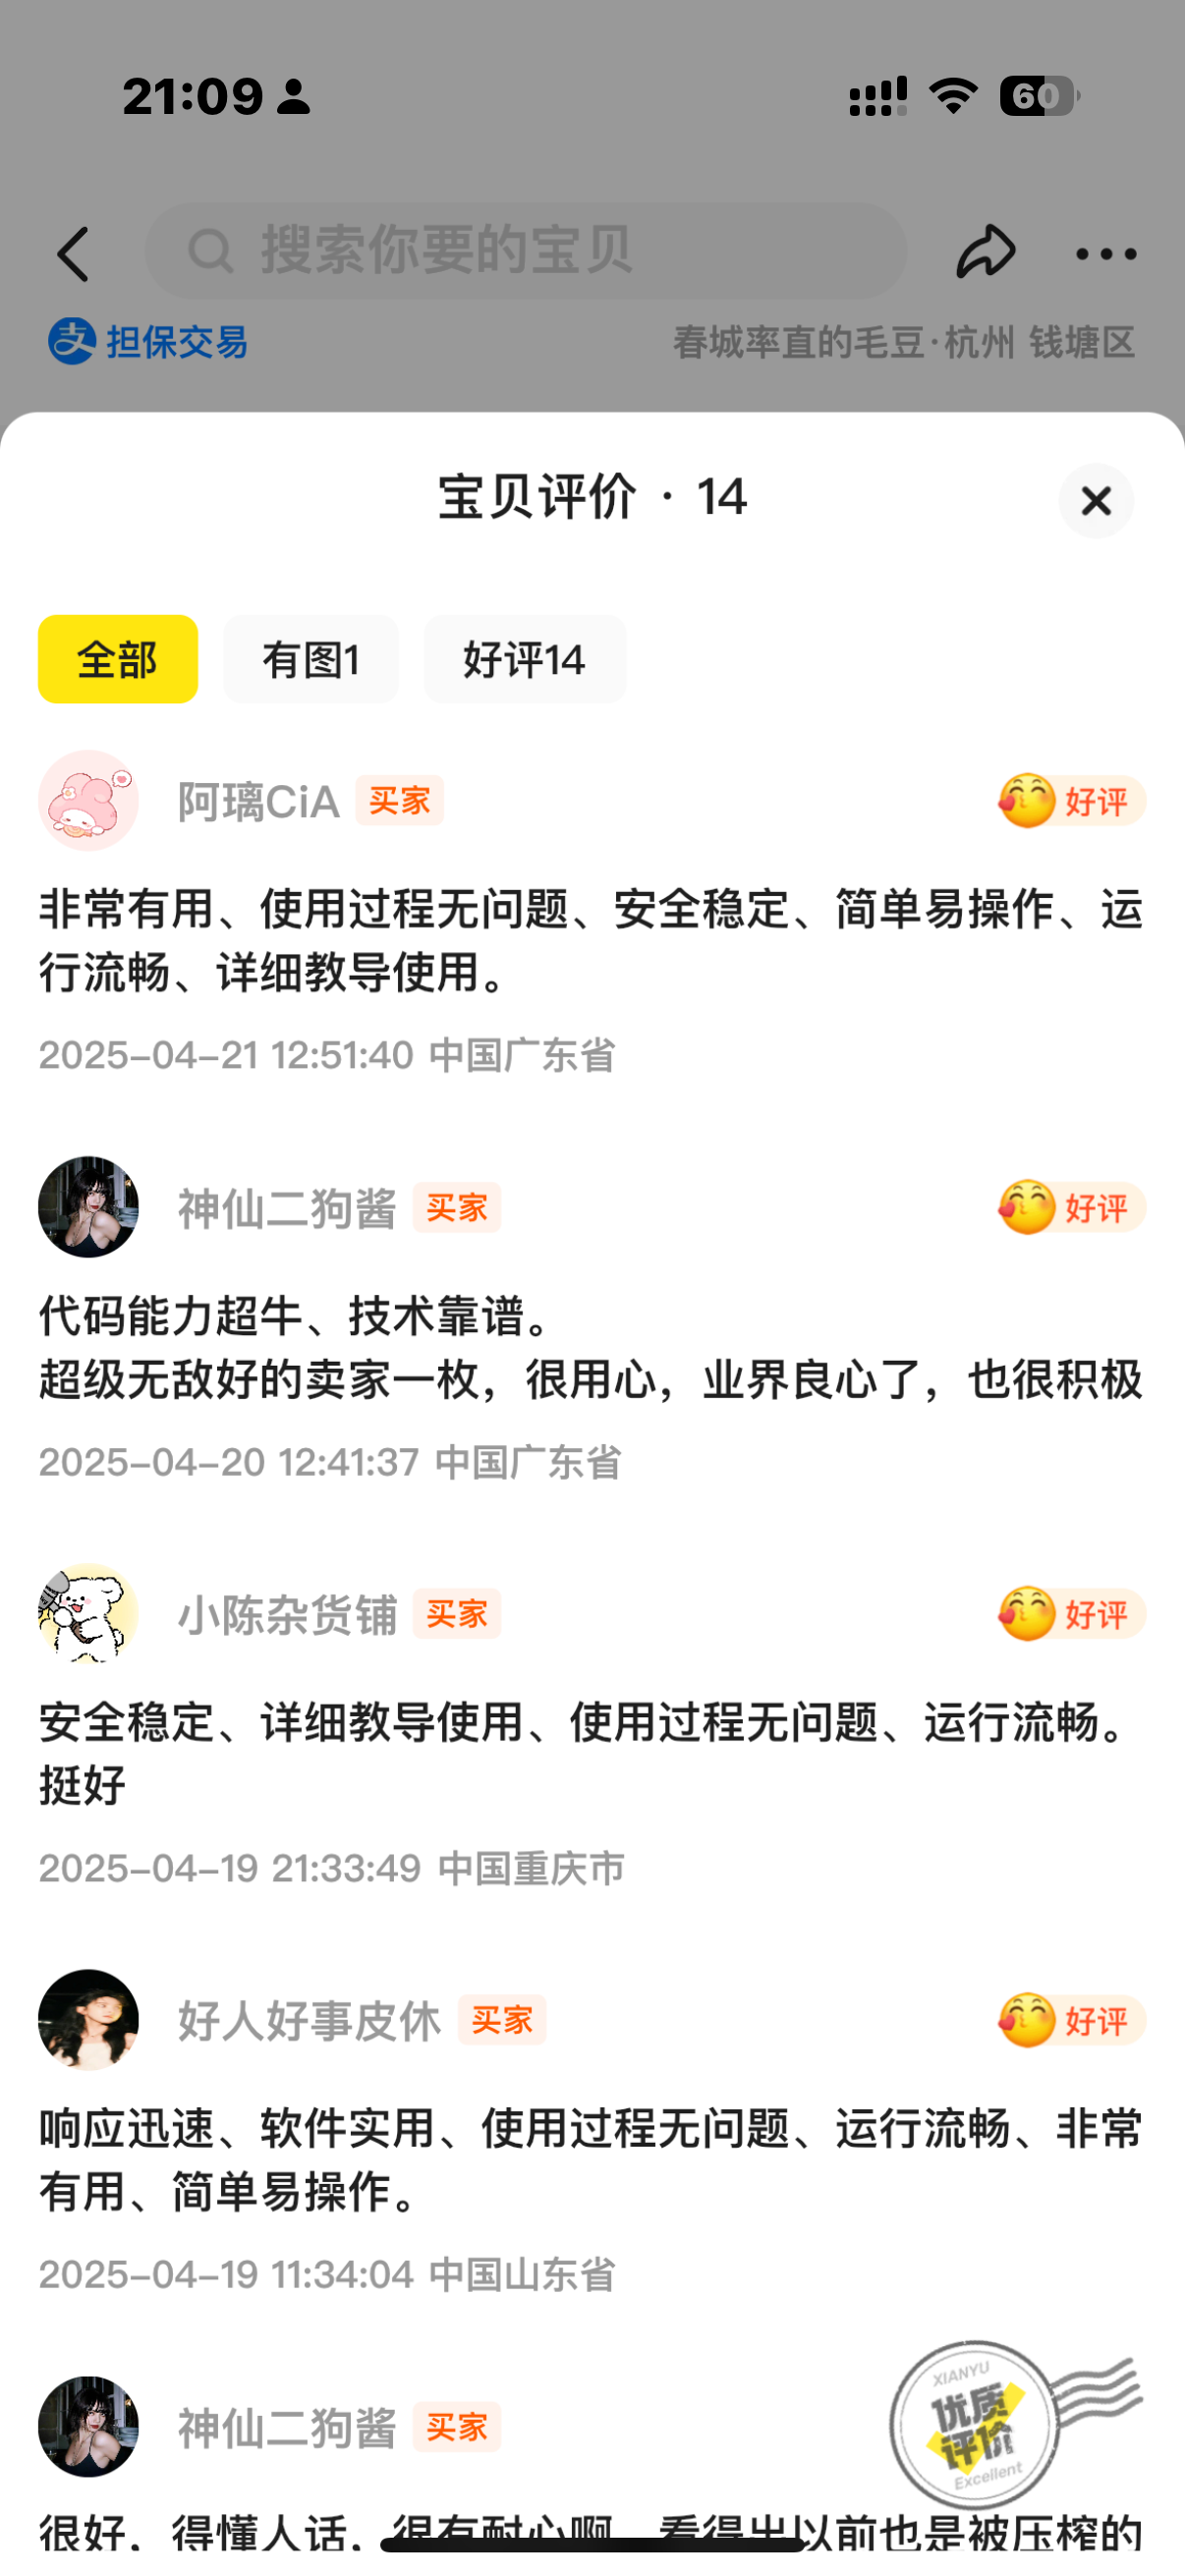 21:09
60
搜索你要的宝贝
支 担保交易
春城率直的毛豆·杭州 钱塘区
宝贝评价 · 14
全部
有图1
好评14
阿璃CiA 买家
好评
非常有用、使用过程无问题、安全稳定、简单易操作、运
行流畅、详细教导使用。
2025-04-21 12:51:40 中国广东省
神仙二狗酱 买家
好评
代码能力超牛、技术靠谱。
超级无敌好的卖家一枚，很用心，业界良心了，也很积极
2025-04-20 12:41:37 中国广东省
小陈杂货铺 买家
好评
安全稳定、详细教导使用、使用过程无问题、运行流畅。
挺好
2025-04-19 21:33:49 中国重庆市
好人好事皮休 买家
好评
响应迅速、软件实用、使用过程无问题、运行流畅、非常
有用、简单易操作。
2025-04-19 11:34:04 中国山东省
神仙二狗酱 买家
XIANYU
优质
评价
Excellent
很好，得懂人话，很有耐心啊，看得出以前也是被压榨的